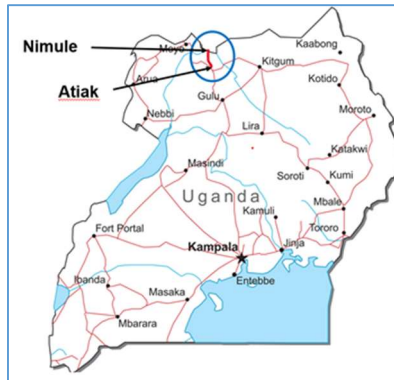 Nimule
Atiak
Moyo
Kaabong
Kitgum
Arua
Kotido
Gulu
Nebbi
Moroto
Lira
Katakwi
Masindi
Soroti
Kumi
Uganda
Mbale
Kamuli
Tororo
Fort Portal
Kampala
Jinja
Entebbe
Ibanda
Masaka
Mbarara